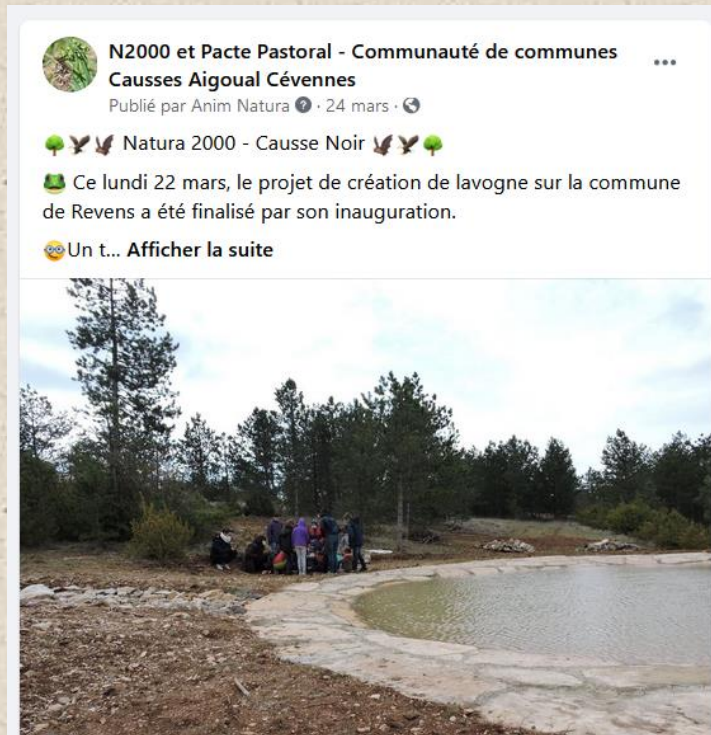 N2000 et Pacte Pastoral - Communauté de communes
Causses Aigoual Cévennes
Publié par Anim Natura · 24 mars ·
🌳🦅🦇 Natura 2000 - Causse Noir 🦇🦅🌳
🐸 Ce lundi 22 mars, le projet de création de lavogne sur la commune
de Revens a été finalisé par son inauguration.
🤓Un t... Afficher la suite